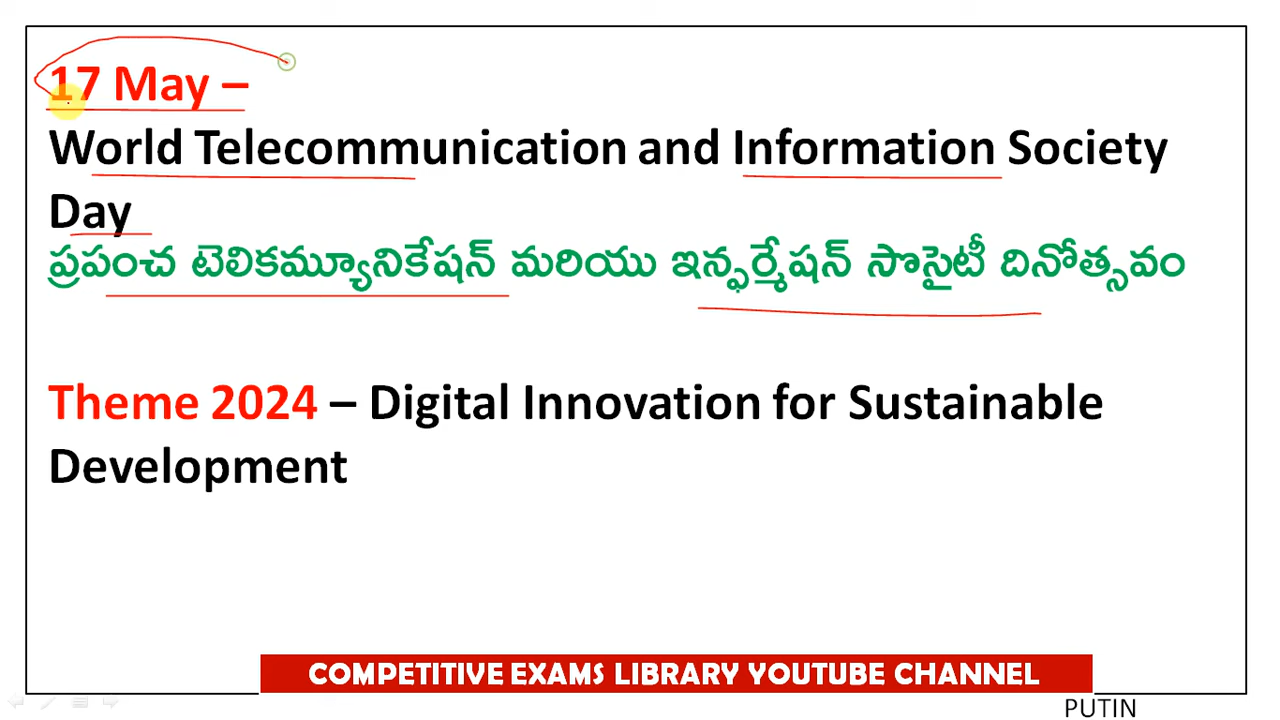 17 May –
World Telecommunication and Information Society
Day
ప్రపంచ టెలికమ్యూనికేషన్ మరియు ఇన్ఫర్మేషన్ సొసైటీ దినోత్సవం
Theme 2024 – Digital Innovation for Sustainable
Development
COMPETITIVE EXAMS LIBRARY YOUTUBE CHANNEL
PUTIN